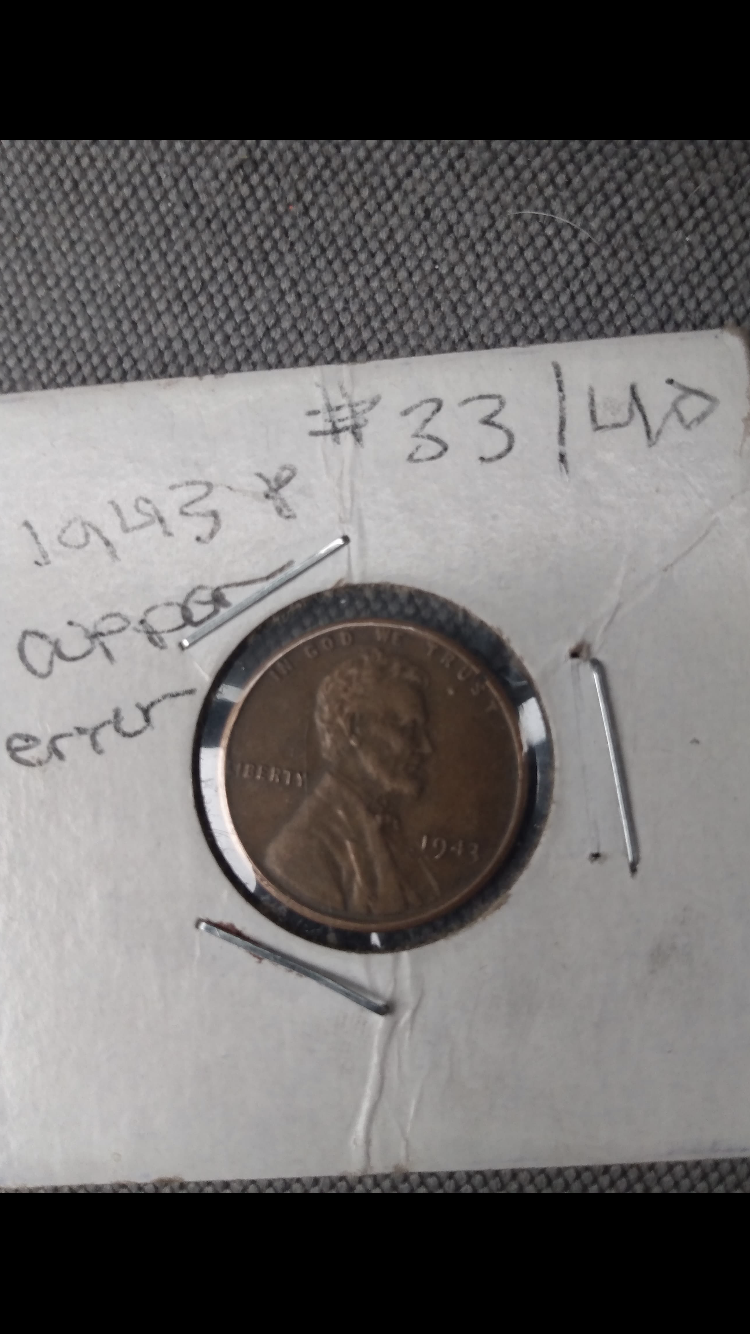 #33/40
1943 P
copper
error
IN GOD WE TRUST
LIBERTY
1943